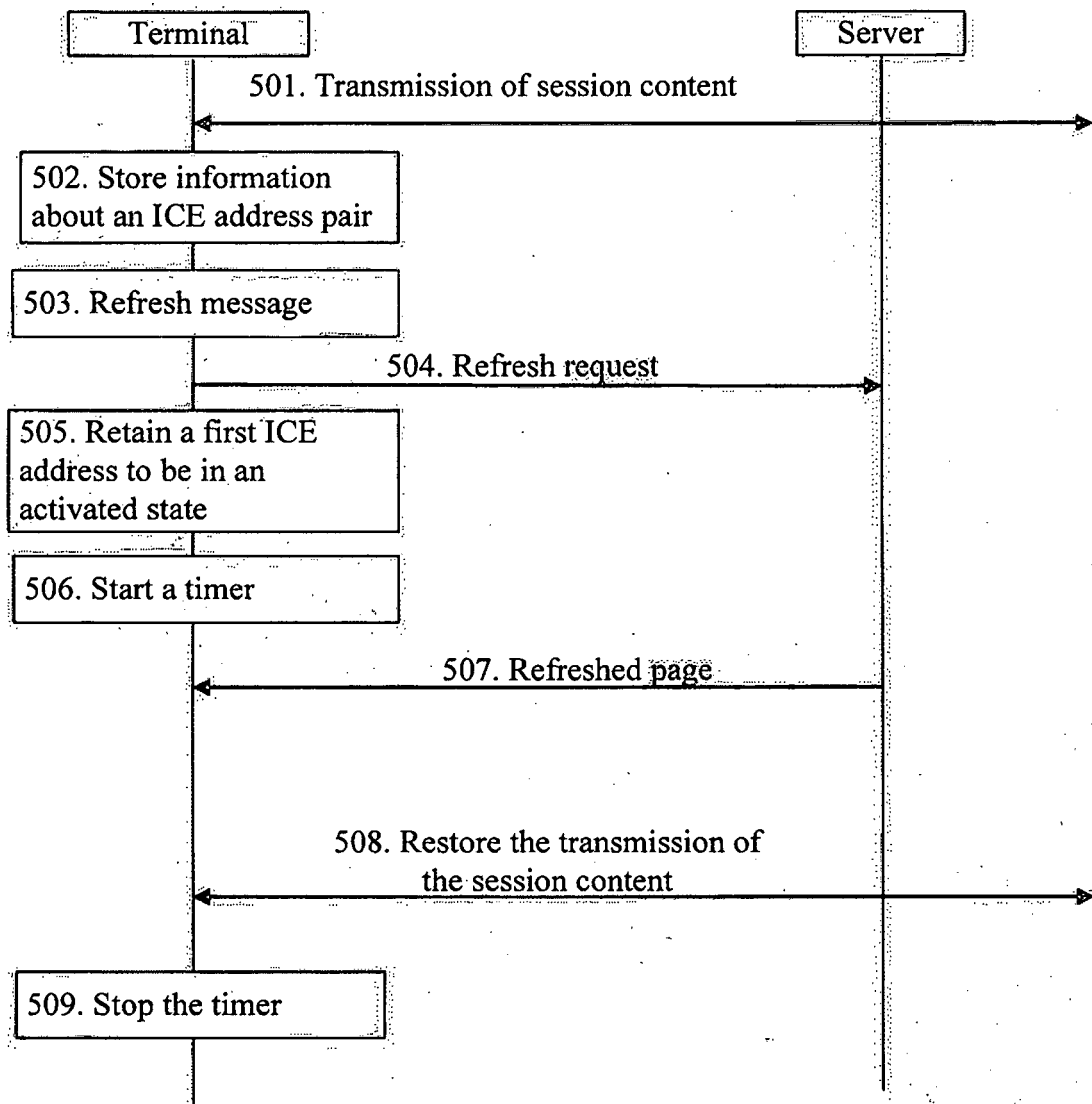 Terminal
Server
501. Transmission of session content
502. Store information
about an ICE address pair
503. Refresh message
504. Refresh request
505. Retain a first ICE
address to be in an
activated state
506. Start a timer
507. Refreshed page
508. Restore the transmission of
the session content
509. Stop the timer